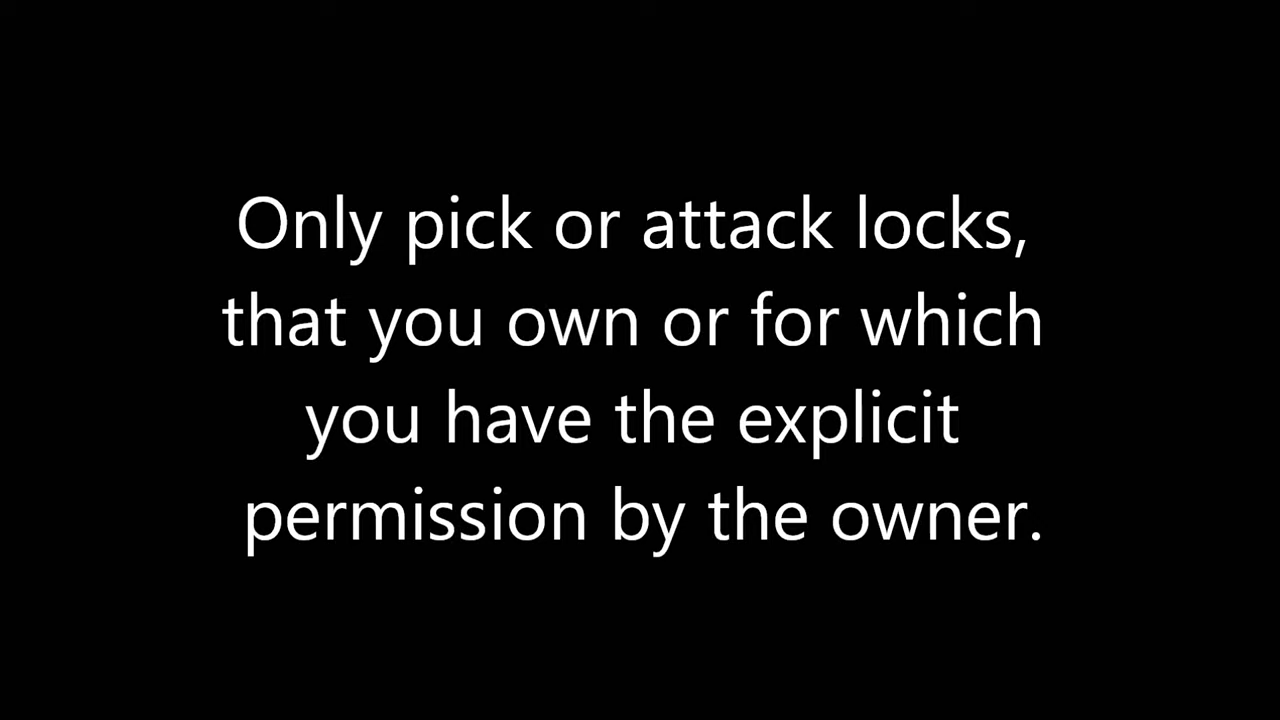 Only pick or attack locks,
that you own or for which
you have the explicit
permission by the owner.